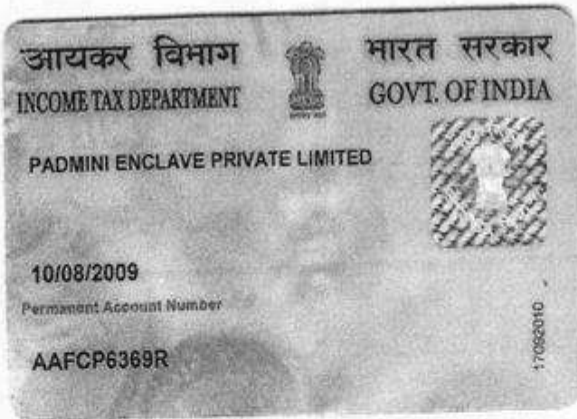 आयकर विभाग
INCOME TAX DEPARTMENT
भारत सरकार
GOVT. OF INDIA
PADMINI ENCLAVE PRIVATE LIMITED
10/08/2009
Permanent Account Number
AAFCP6369R
17092010